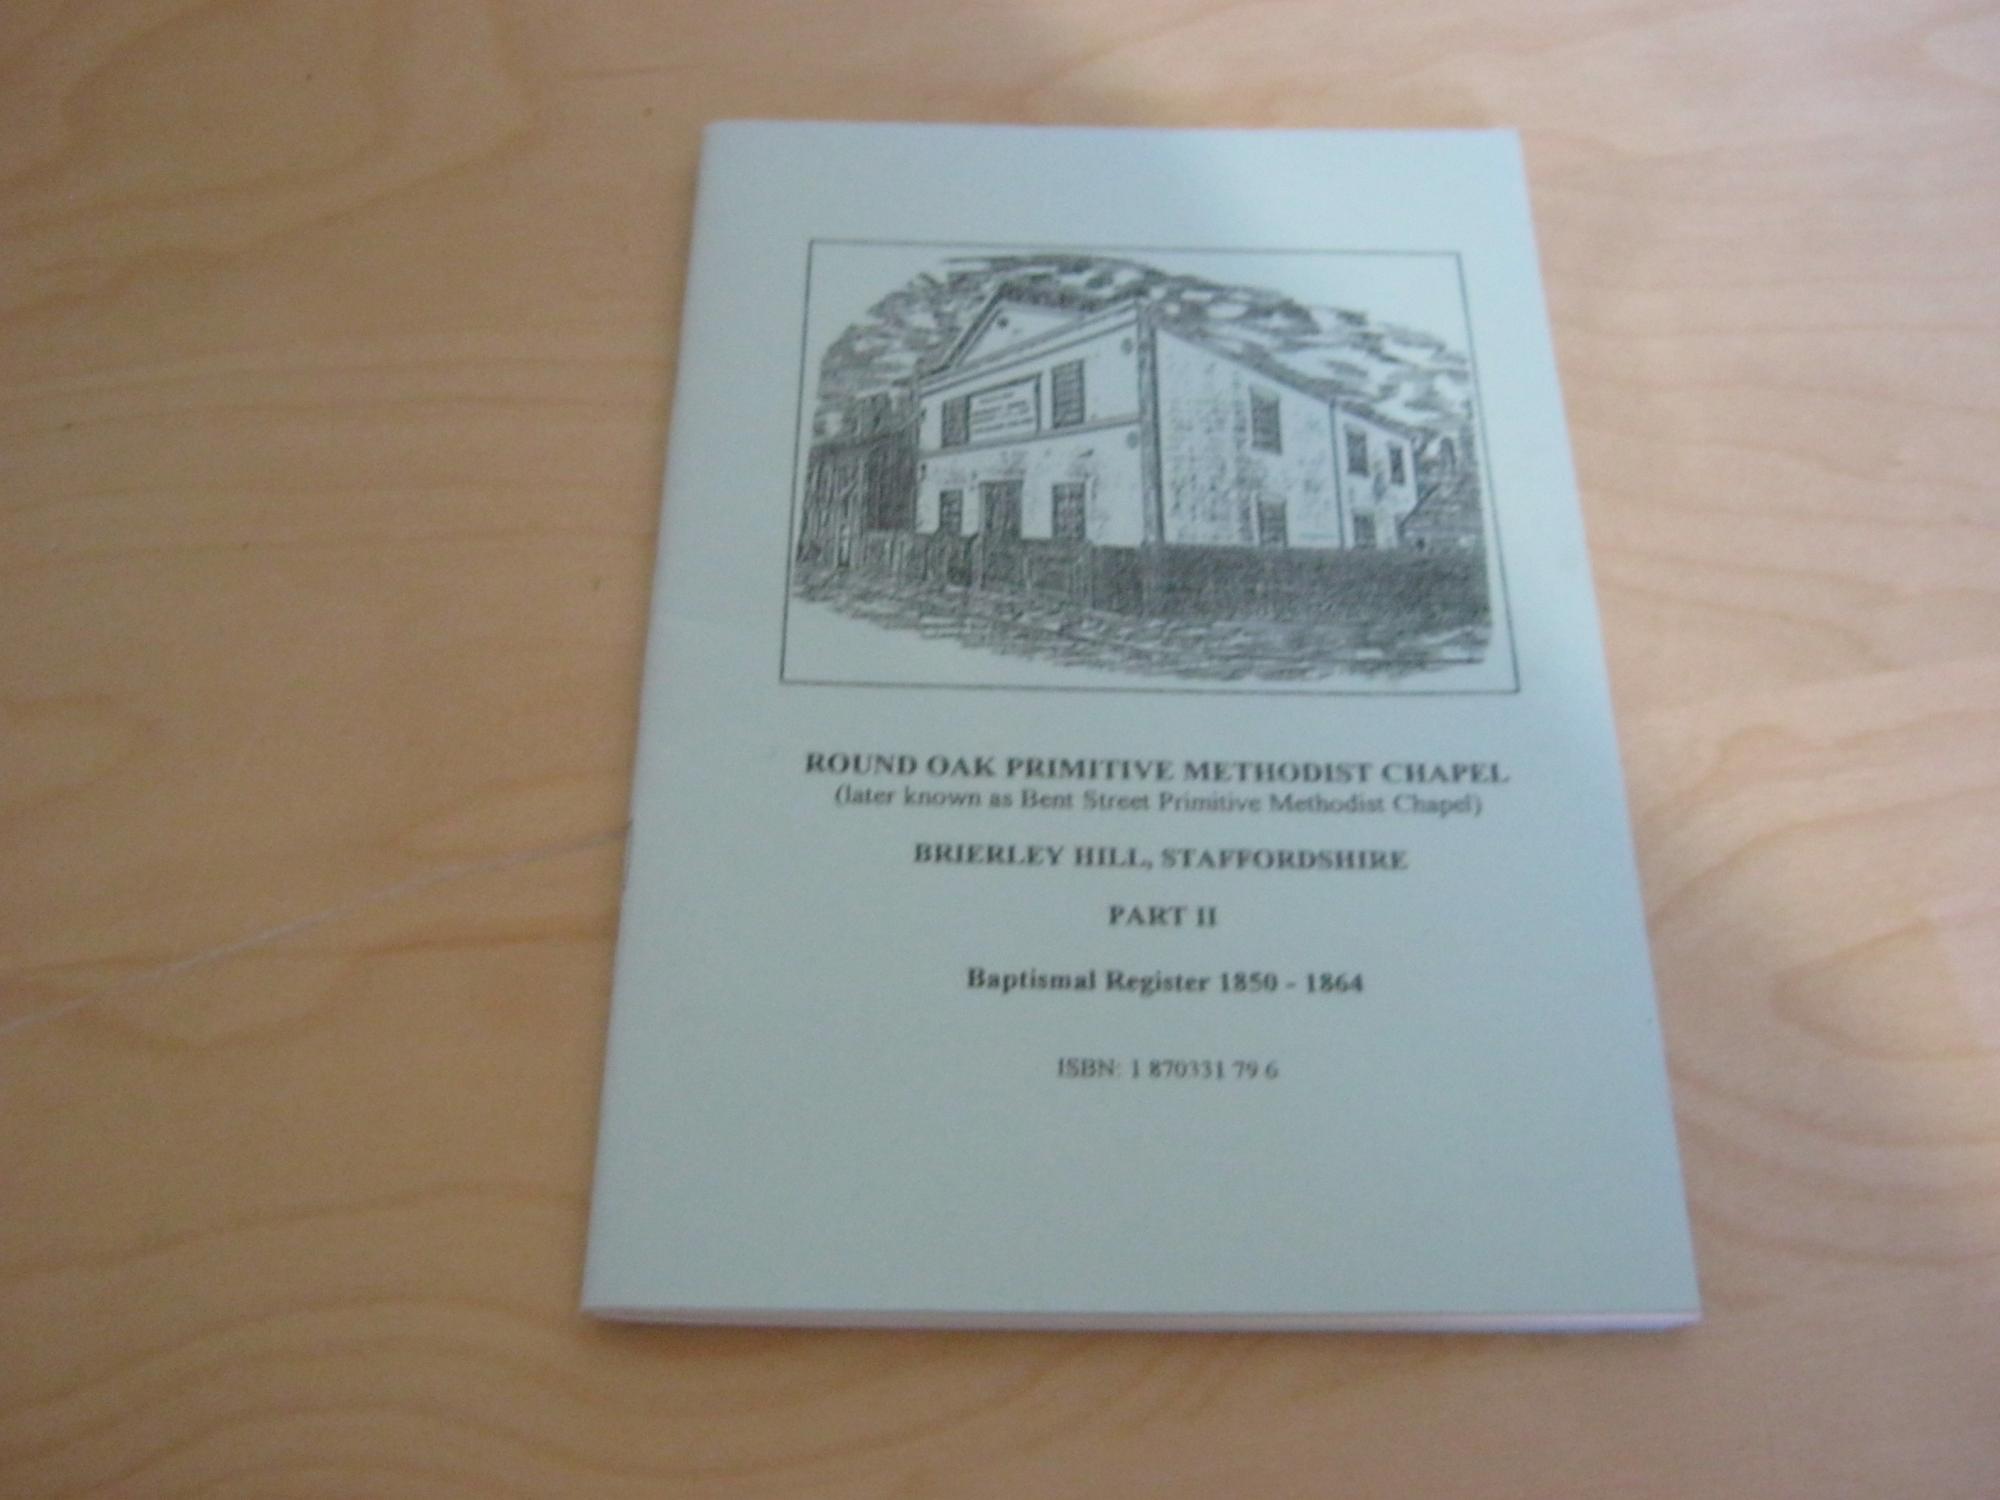 ROUND OAK PRIMITIVE METHODIST CHAPEL
(later known as Bent Street Primitive Methodist Chapel)
BRIERLEY HILL, STAFFORDSHIRE
PART II
Baptismal Register 1850 - 1864
ISBN: 1 870331 79 6